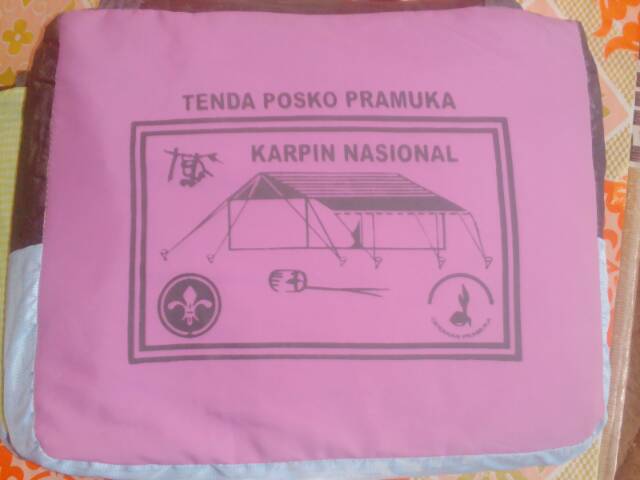 TENDA POSKO PRAMUKA
KARPIN NASIONAL